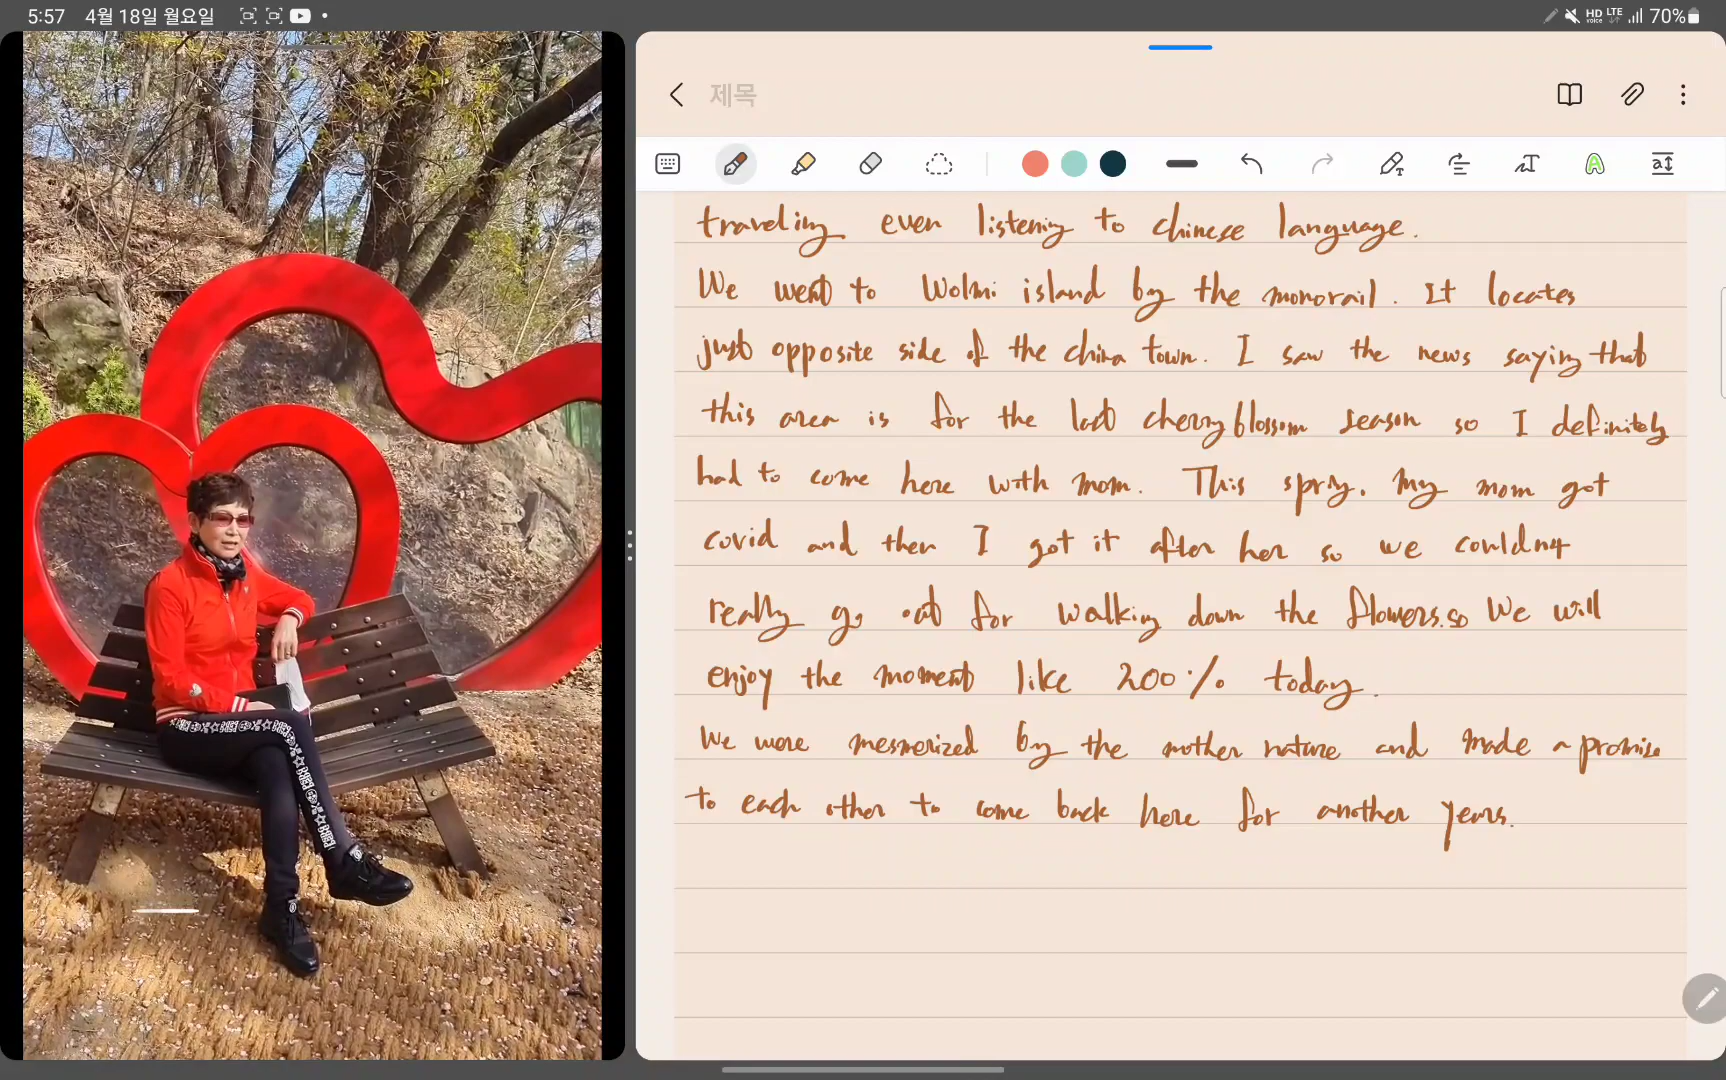 5:57 4월 18일 월요일
HD voice LTE 70%
제목
traveling even listening to chinese language.
We went to Wolmi island by the monorail. It locates
just opposite side of the china town. I saw the news saying that
this area is for the last cherry blossom season so I definitely
had to come here with mom. This spring, my mom got
covid and then I got it after her so we couldn't
really go out for walking down the flowers. so We will
enjoy the moment like 200% today.
We were mesmerized by the mother nature and made a promise
to each other to come back here for another years.